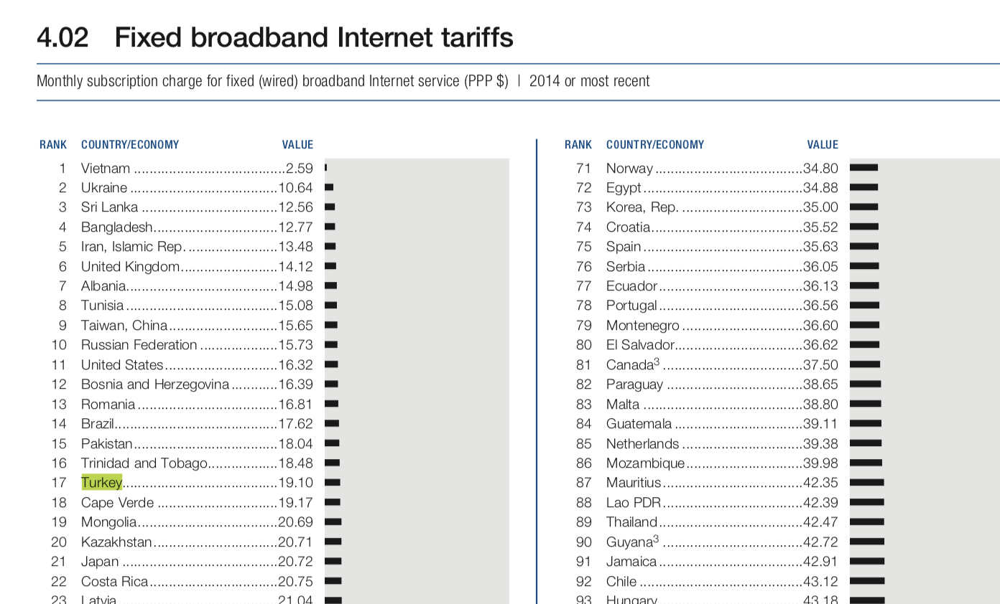 4.02 Fixed broadband Internet tariffs
Monthly subscription charge for fixed (wired) broadband Internet service (PPP $) | 2014 or most recent
RANK COUNTRY/ECONOMY VALUE
1 Vietnam .....................................2.59
2 Ukraine ....................................10.64
3 Sri Lanka .................................12.56
4 Bangladesh..............................12.77
5 Iran, Islamic Rep. ......................13.48
6 United Kingdom........................14.12
7 Albania....................................14.98
8 Tunisia ....................................15.08
9 Taiwan, China...........................15.65
10 Russian Federation ....................15.73
11 United States............................16.32
12 Bosnia and Herzegovina .............16.39
13 Romania ..................................16.81
14 Brazil.......................................17.62
15 Pakistan...................................18.04
16 Trinidad and Tobago..................18.48
17 Turkey.....................................19.10
18 Cape Verde .............................19.17
19 Mongolia..................................20.69
20 Kazakhstan..............................20.71
21 Japan .....................................20.72
22 Costa Rica...............................20.75
23 Latvia......................................21.04
RANK COUNTRY/ECONOMY VALUE
71 Norway....................................34.80
72 Egypt ......................................34.88
73 Korea, Rep. .............................35.00
74 Croatia....................................35.52
75 Spain ......................................35.63
76 Serbia .....................................36.05
77 Ecuador...................................36.13
78 Portugal...................................36.56
79 Montenegro .............................36.60
80 El Salvador...............................36.62
81 Canada³ .................................37.50
82 Paraguay ................................38.65
83 Malta ......................................38.80
84 Guatemala ..............................39.11
85 Netherlands .............................39.38
86 Mozambique............................39.98
87 Mauritius..................................42.35
88 Lao PDR..................................42.39
89 Thailand...................................42.47
90 Guyana³ .................................42.72
91 Jamaica...................................42.91
92 Chile .......................................43.12
93 Hungary...................................43.18